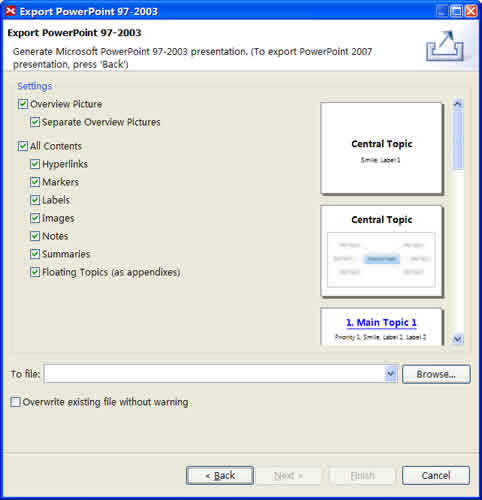 Export PowerPoint 97-2003
Export PowerPoint 97-2003
Generate Microsoft PowerPoint 97-2003 presentation. (To export PowerPoint 2007
presentation, press 'Back')
Settings
Overview Picture
Separate Overview Pictures
All Contents
Hyperlinks
Markers
Labels
Images
Notes
Summaries
Floating Topics (as appendixes)
Central Topic
Smile, Label 1
Central Topic
1. Main Topic 1
Priority 1, Smile, Label 1, Label 2
To file:
Browse...
Overwrite existing file without warning
< Back
Next >
Finish
Cancel